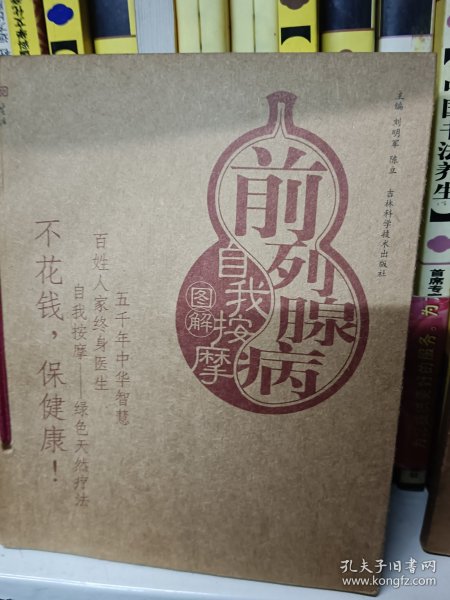 主编 刘明军 陈立 吉林科学技术出版社
前列腺病
自我按摩
图解
五千年中华智慧
百姓人家终身医生
自我按摩——绿色天然疗法
不花钱，保健康！
首席专
孔夫子旧书网
www.kongfz.com